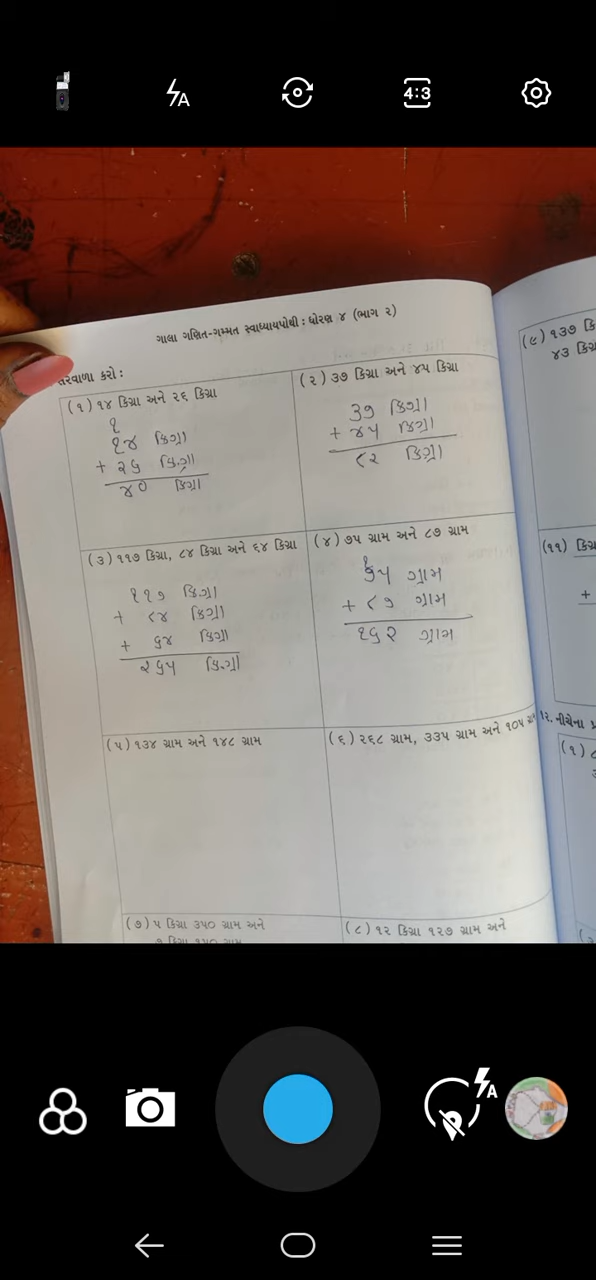 4:3
ગાલા ગણિત-ગમ્મત સ્વાધ્યાયપોથી : ધોરણ ૪ (ભાગ ૨)
સરવાળા કરો :
(૧) ૧૪ કિગ્રા અને ૨૬ કિગ્રા
૧
૧૪ કિગ્રા
+ ૨૬ કિગ્રા
૪૦ કિગ્રા
(૨) ૩૭ કિગ્રા અને ૪૫ કિગ્રા
૩૭ કિગ્રા
+ ૪૫ કિગ્રા
૮૨ કિગ્રા
(૩) ૧૧૭ કિગ્રા, ૮૪ કિગ્રા અને ૬૪ કિગ્રા
૧૧૭ કિગ્રા
+ ૮૪ કિગ્રા
+ ૬૪ કિગ્રા
૨૬૫ કિગ્રા
(૪) ૭૫ ગ્રામ અને ૮૭ ગ્રામ
૧
૭૫ ગ્રામ
+ ૮૭ ગ્રામ
૧૬૨ ગ્રામ
(૫) ૧૩૪ ગ્રામ અને ૧૪૮ ગ્રામ
(૬) ૨૬૮ ગ્રામ, ૩૩૫ ગ્રામ અને ૧૦૫
(૭) ૫ કિગ્રા ૩૫૦ ગ્રામ અને
(૮) ૧૨ કિગ્રા ૧૨૭ ગ્રામ અને
(૯) ૧૩૭
૪૩
(૧૧)
+
૧૨. નીચેના
(૧)